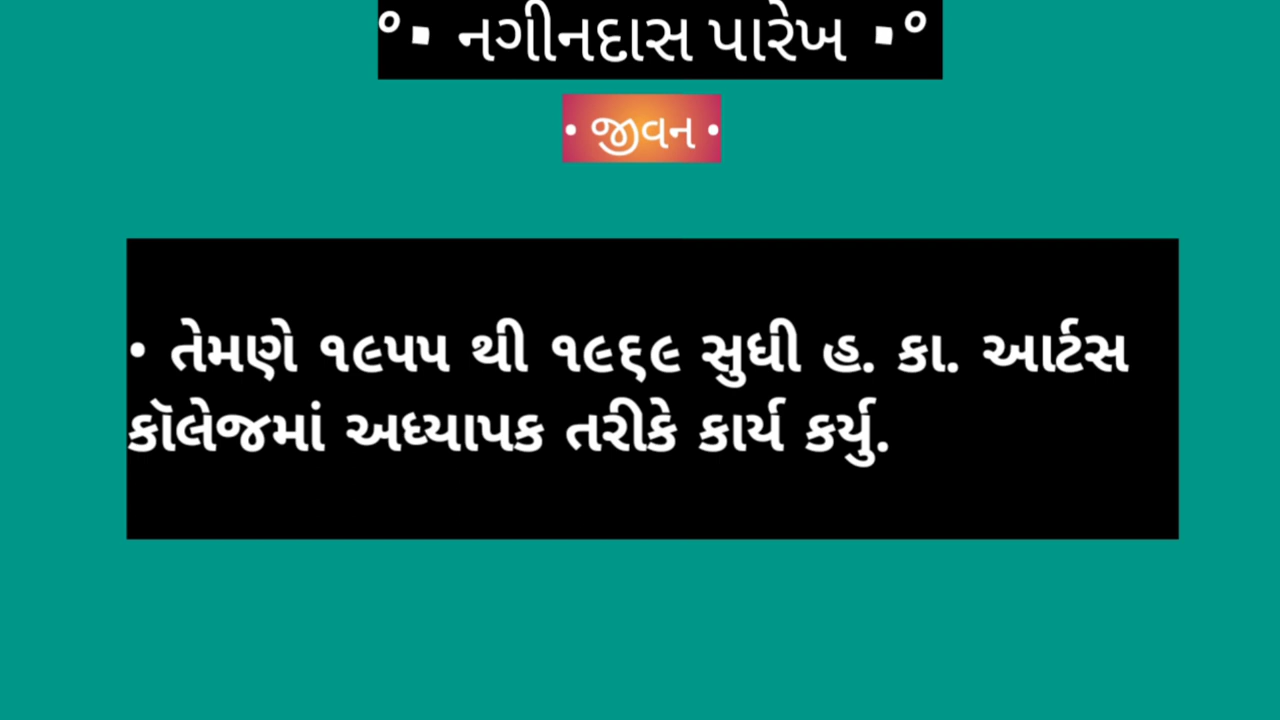 °▪ નગીનદાસ પારેખ ▪°
• જીવન •
• તેમણે ૧૯૫૫ થી ૧૯૬૯ સુધી હ. કા. આર્ટસ
કૉલેજમાં અધ્યાપક તરીકે કાર્ય કર્યુ.